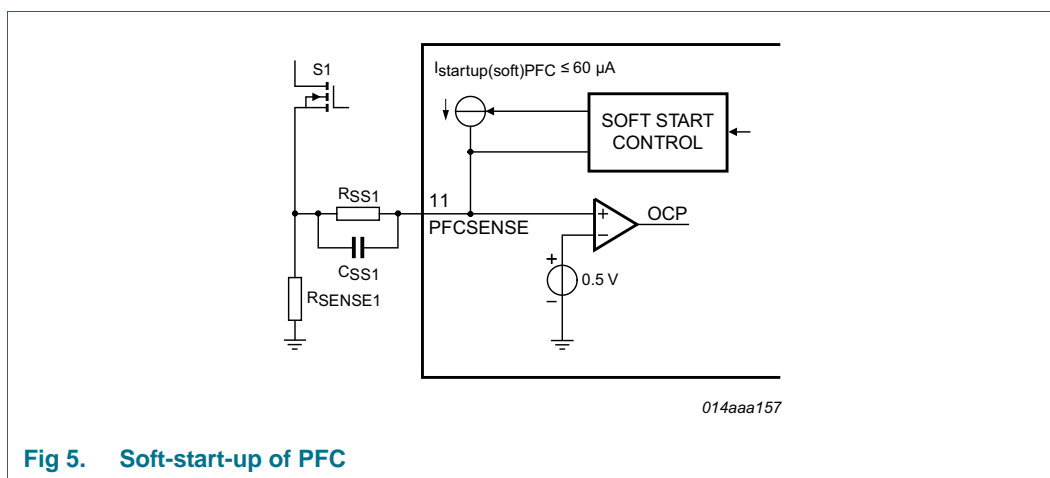 S1
Istartup(soft)PFC ≤ 60 μA
SOFT START
CONTROL
RSS1
11
PFCSENSE
CSS1
RSENSE1
+
−
OCP
+
0.5 V
−
014aaa157
Fig 5. Soft-start-up of PFC